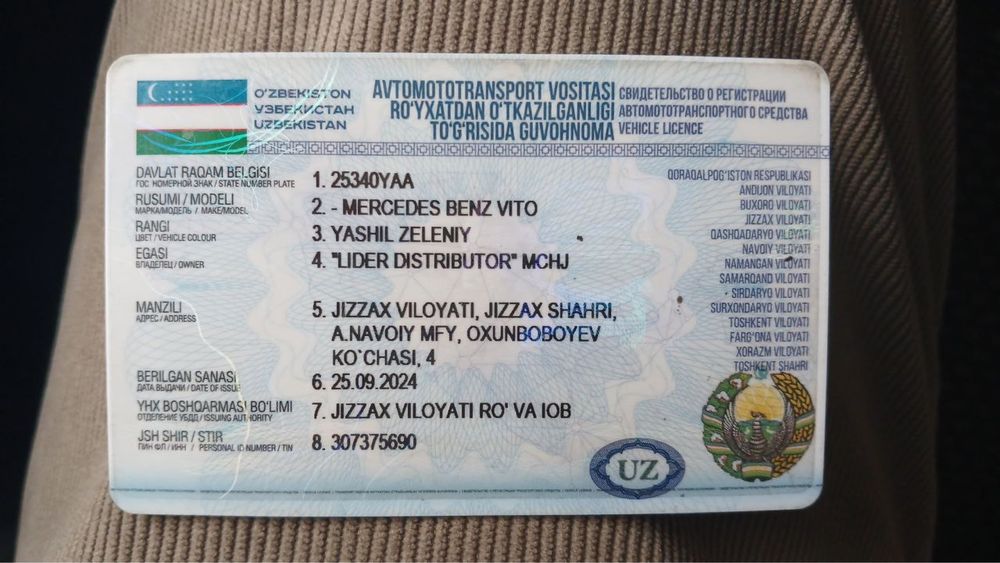 O'ZBEKISTON
УЗБЕКИСТАН
UZBEKISTAN
AVTOMOTOTRANSPORT VOSITASI
RO'YXATDAN O'TKAZILGANLIGI
TO'G'RISIDA GUVOHNOMA
СВИДЕТЕЛЬСТВО О РЕГИСТРАЦИИ
АВТОМОТОТРАНСПОРТНОГО СРЕДСТВА
VEHICLE LICENCE
DAVLAT RAQAM BELGISI
ГОС. НОМЕРНОЙ ЗНАК / STATE NUMBER PLATE
1. 25340YAA
RUSUMI / MODELI
МАРКА/МОДЕЛЬ / MAKE/MODEL
2. - MERCEDES BENZ VITO
RANGI
ЦВЕТ / VEHICLE COLOUR
3. YASHIL ZELENIY
EGASI
ВЛАДЕЛЕЦ / OWNER
4. "LIDER DISTRIBUTOR" MCHJ
MANZILI
АДРЕС / ADDRESS
5. JIZZAX VILOYATI, JIZZAX SHAHRI,
A.NAVOIY MFY, OXUNBOBOYEV
KO`CHASI, 4
BERILGAN SANASI
ДАТА ВЫДАЧИ / DATE OF ISSUE
6. 25.09.2024
YHX BOSHQARMASI BO'LIMI
ОТДЕЛЕНИЕ УБДД / ISSUING AUTHORITY
7. JIZZAX VILOYATI RO' VA IOB
JSH SHIR / STIR
ПИН ФЛ / ИНН / PERSONAL ID NUMBER / TIN
8. 307375690
QORAQALPOG'ISTON RESPUBLIKASI
ANDIJON VILOYATI
BUXORO VILOYATI
JIZZAX VILOYATI
QASHQADARYO VILOYATI
NAVOIY VILOYATI
NAMANGAN VILOYATI
SAMARQAND VILOYATI
SIRDARYO VILOYATI
SURXONDARYO VILOYATI
TOSHKENT VILOYATI
FARG'ONA VILOYATI
XORAZM VILOYATI
TOSHKENT SHAHRI
UZ